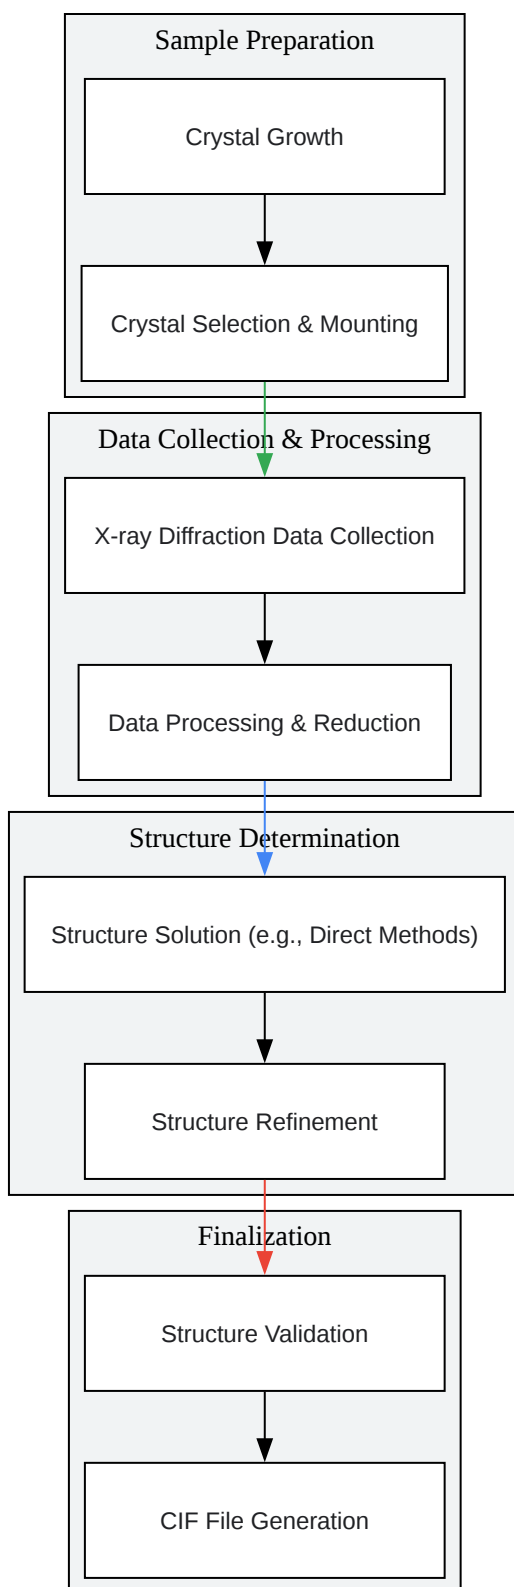 Sample Preparation
Crystal Growth
Crystal Selection & Mounting
Data Collection & Processing
X-ray Diffraction Data Collection
Data Processing & Reduction
Structure Determination
Structure Solution (e.g., Direct Methods)
Structure Refinement
Finalization
Structure Validation
CIF File Generation